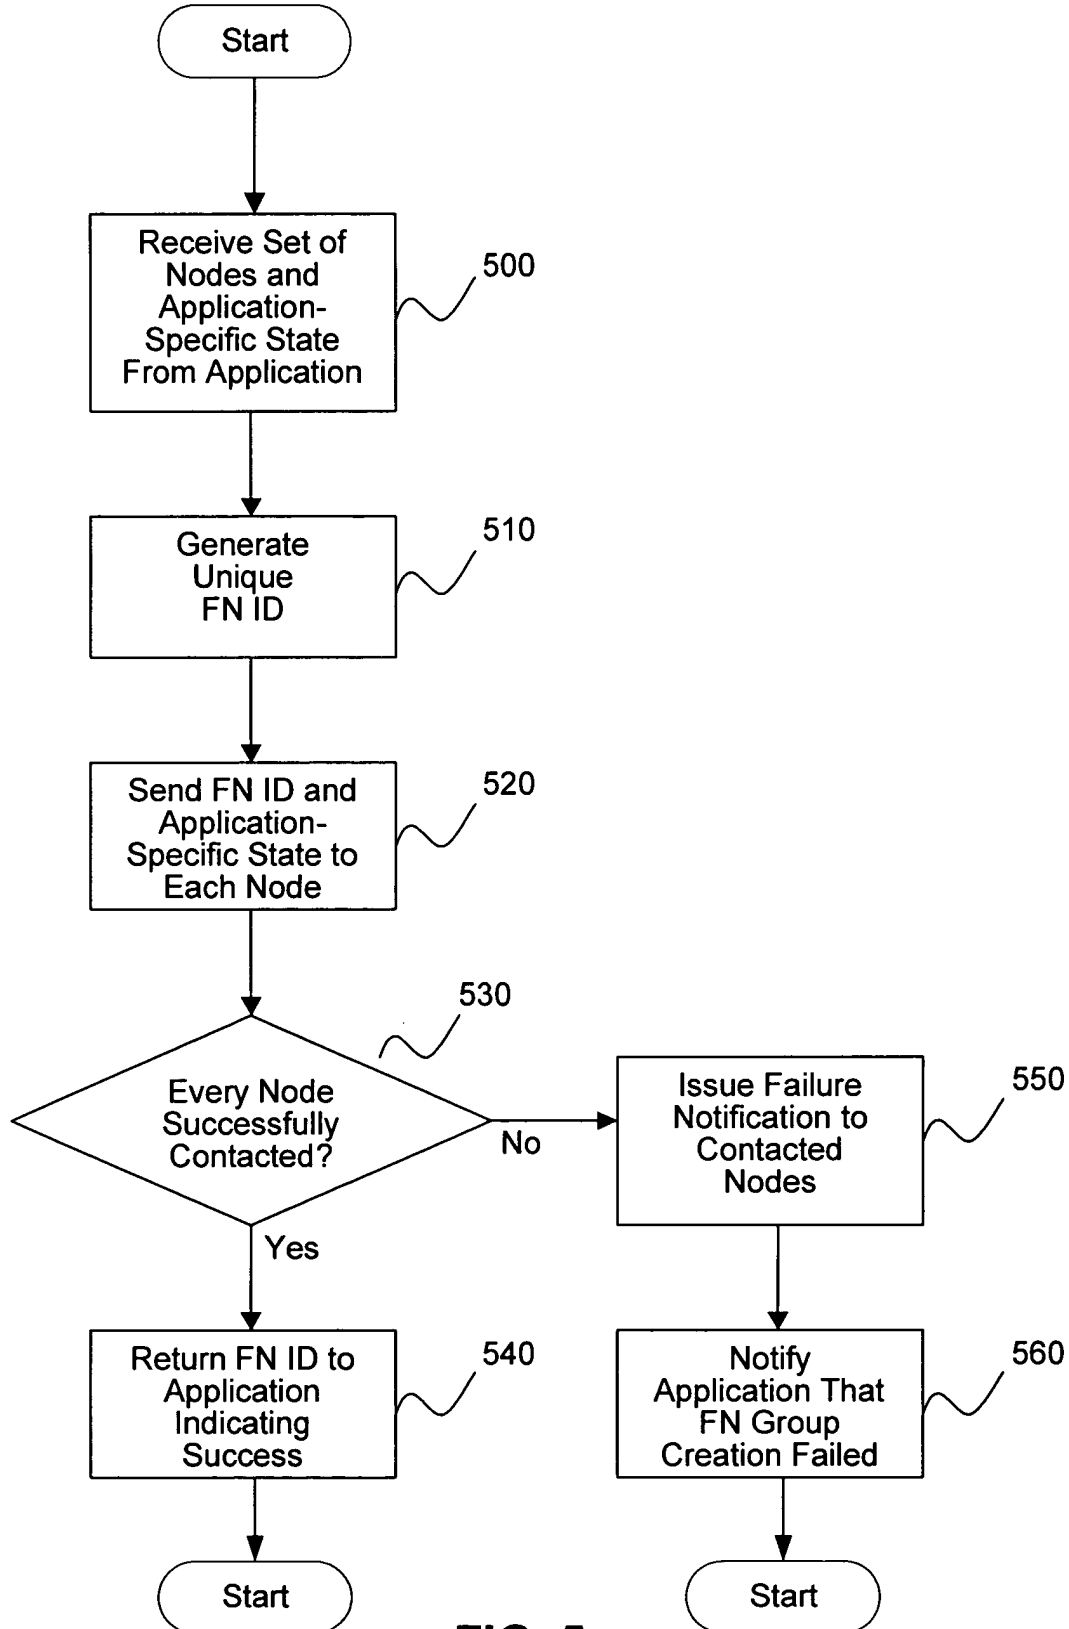 Start
Receive Set of
Nodes and
Application-
Specific State
From Application
500
Generate
Unique
FN ID
510
Send FN ID and
Application-
Specific State to
Each Node
520
530
Every Node
Successfully
Contacted?
No
Yes
Issue Failure
Notification to
Contacted
Nodes
550
Return FN ID to
Application
Indicating
Success
540
Notify
Application That
FN Group
Creation Failed
560
Start
Start